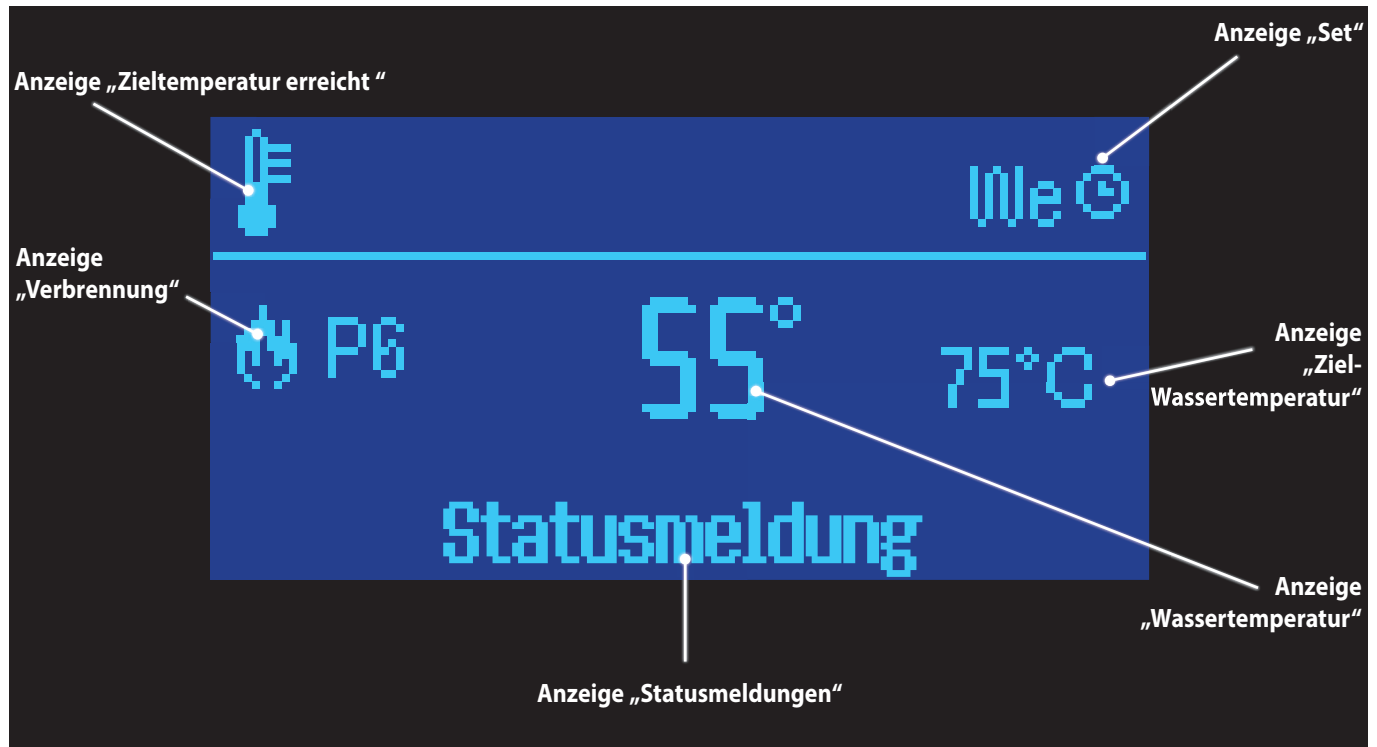 Anzeige „Set“
Anzeige „Zieltemperatur erreicht “
We
Anzeige
„Verbrennung“
P6
55°
75°C
Anzeige
„Ziel-
Wassertemperatur“
Statusmeldung
Anzeige
„Wassertemperatur“
Anzeige „Statusmeldungen“